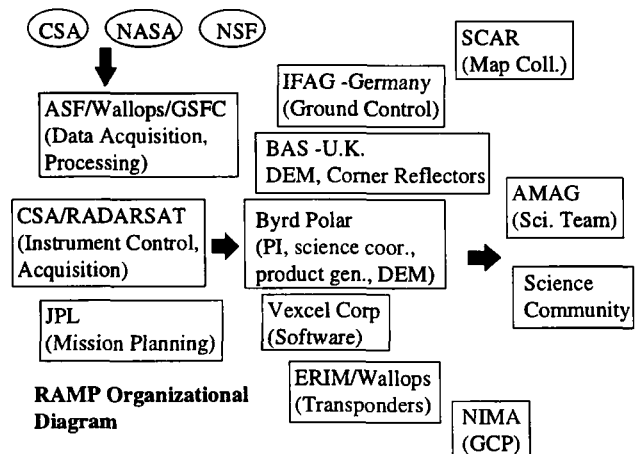 CSA
NASA
NSF
SCAR
(Map Coll.)
IFAG -Germany
(Ground Control)
ASF/Wallops/GSFC
(Data Acquisition,
Processing)
BAS -U.K.
DEM, Corner Reflectors
CSA/RADARSAT
(Instrument Control,
Acquisition)
Byrd Polar
(PI, science coor.,
product gen., DEM)
AMAG
(Sci. Team)
Science
Community
JPL
(Mission Planning)
Vexcel Corp
(Software)
ERIM/Wallops
(Transponders)
NIMA
(GCP)
RAMP Organizational
Diagram